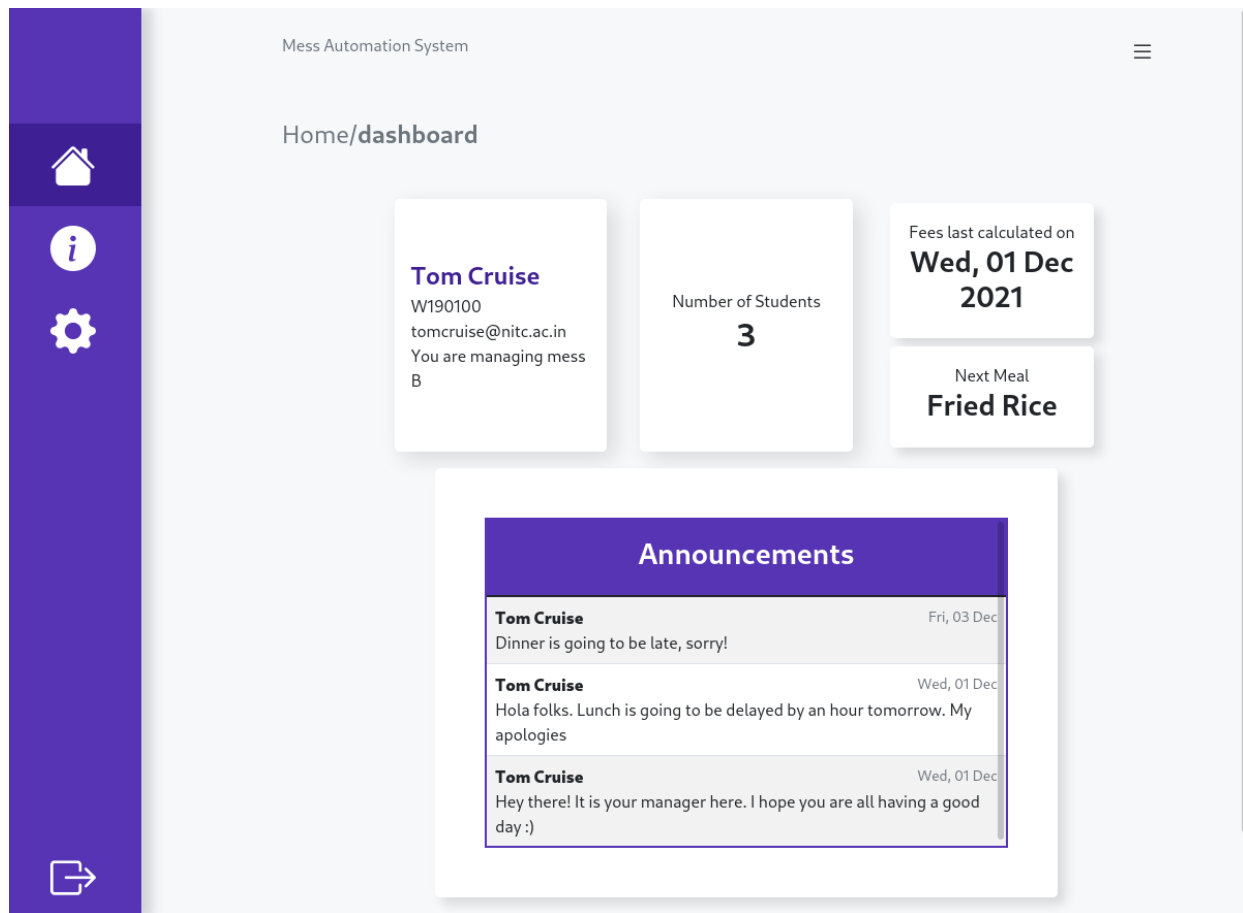 Mess Automation System
Home/dashboard
Tom Cruise
W190100
tomcruise@nitc.ac.in
You are managing mess
B
Number of Students
3
Fees last calculated on
Wed, 01 Dec
2021
Next Meal
Fried Rice
Announcements
Tom Cruise Fri, 03 Dec
Dinner is going to be late, sorry!
Tom Cruise Wed, 01 Dec
Hola folks. Lunch is going to be delayed by an hour tomorrow. My
apologies
Tom Cruise Wed, 01 Dec
Hey there! It is your manager here. I hope you are all having a good
day :)